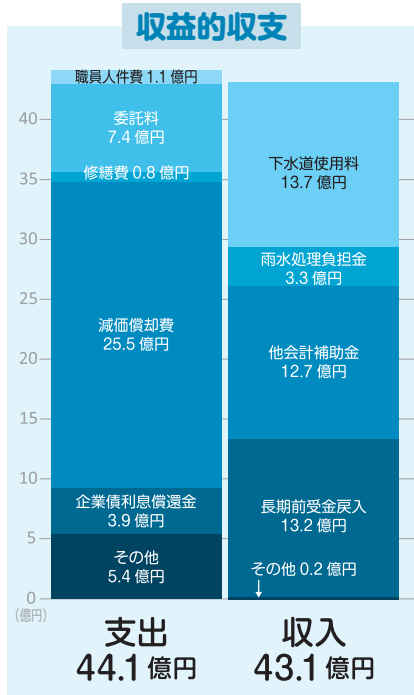 収益的収支
40
35
30
25
20
15
10
5
0
(億円)
職員人件費 1.1 億円
委託料
7.4 億円
修繕費 0.8 億円
減価償却費
25.5 億円
企業債利息償還金
3.9 億円
その他
5.4 億円
下水道使用料
13.7 億円
雨水処理負担金
3.3 億円
他会計補助金
12.7 億円
長期前受金戻入
13.2 億円
その他 0.2 億円
支出
44.1 億円
収入
43.1 億円